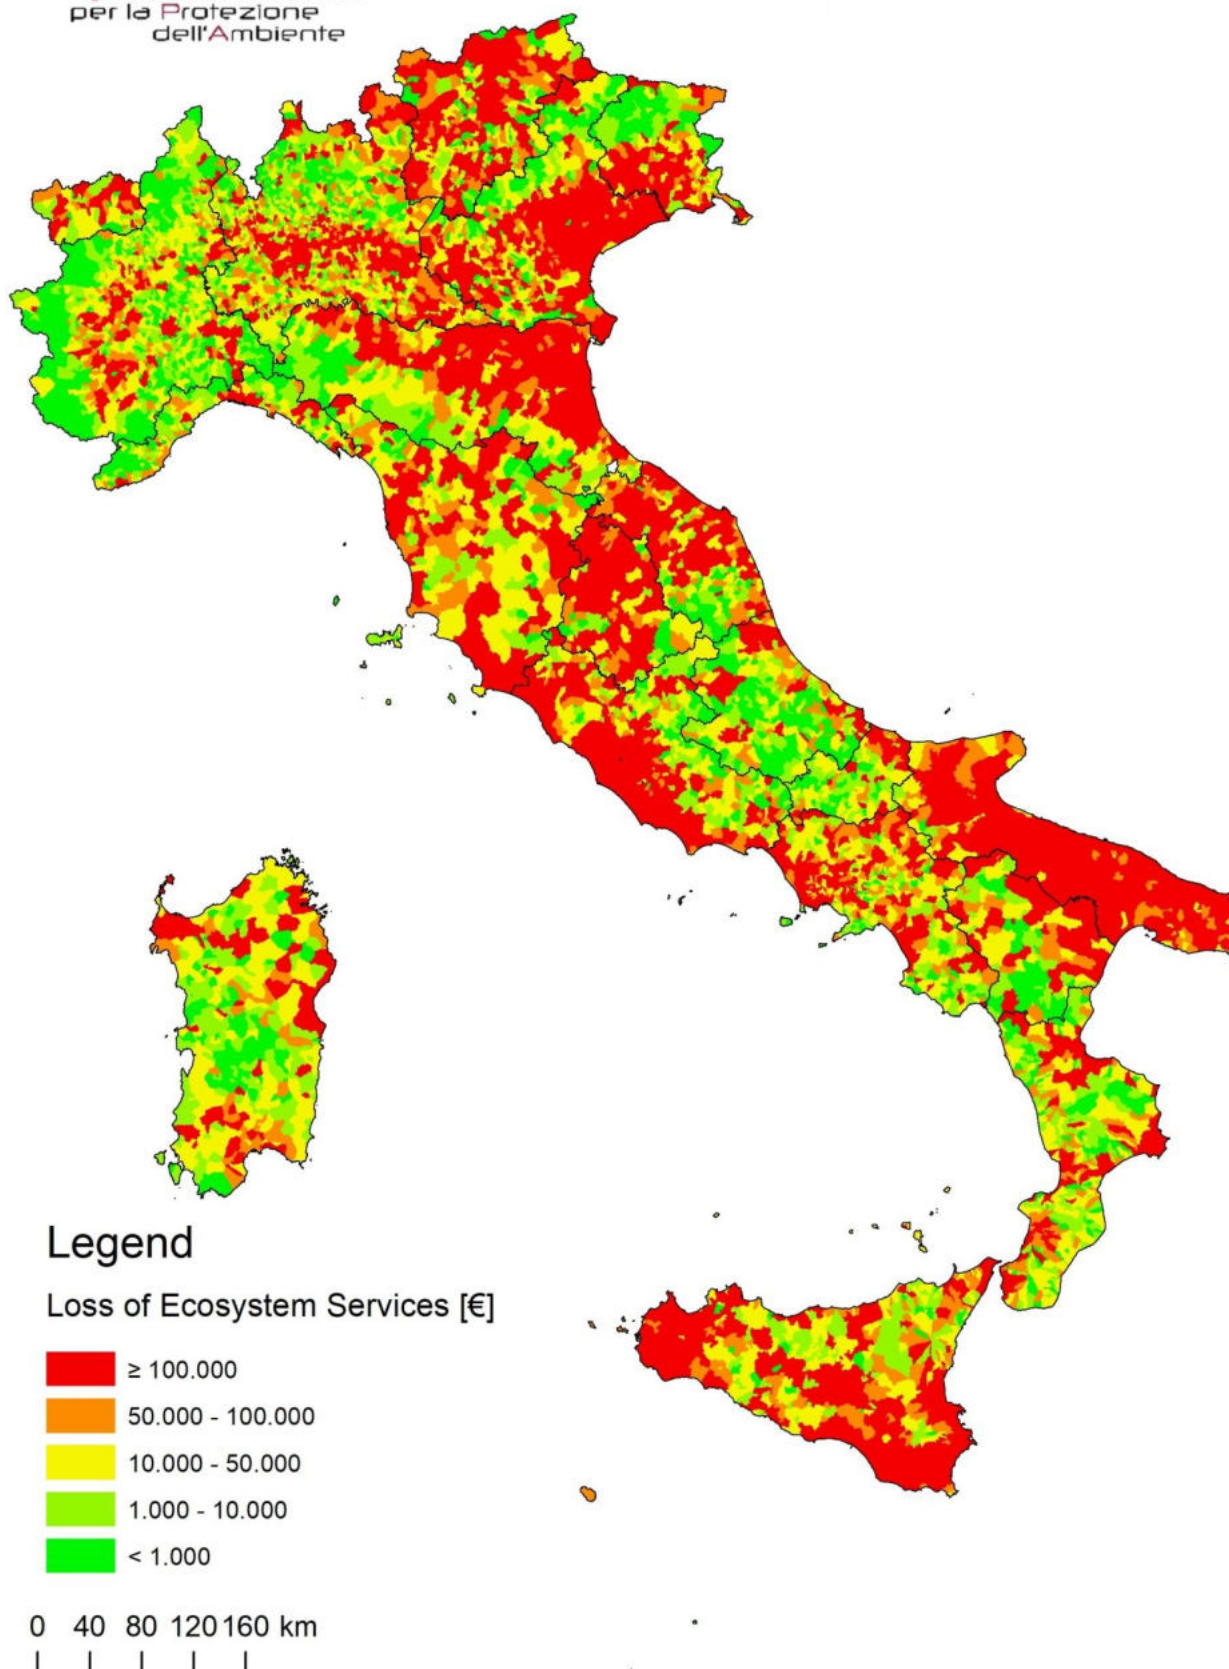 per la Protezione
dell'Ambiente
Legend
Loss of Ecosystem Services [€]
≥ 100.000
50.000 - 100.000
10.000 - 50.000
1.000 - 10.000
< 1.000
0 40 80 120 160 km